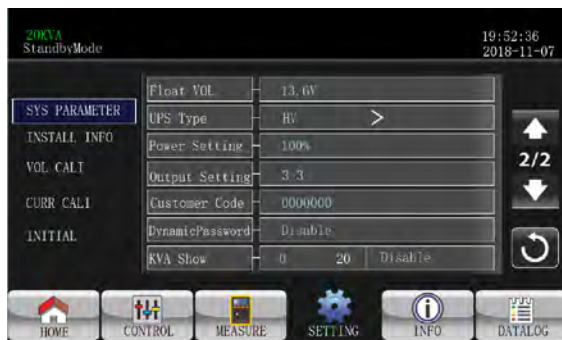 20KVA
StandbyMode
19:52:36
2018-11-07
SYS PARAMETER
INSTALL INFO
VOL CALI
CURR CALI
INITIAL
Float VOL 13.6V
UPS Type HV >
Power Setting 100%
Output Setting 3-3
Customer Code 0000000
DynamicPassword Disable
KVA Show 0 20 Disable
2/2
HOME CONTROL MEASURE SETTING INFO DATALOG